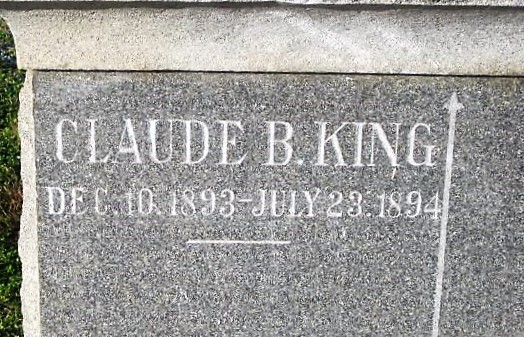 CLAUDE B. KING
DEC. 10. 1893-JULY 23. 1894